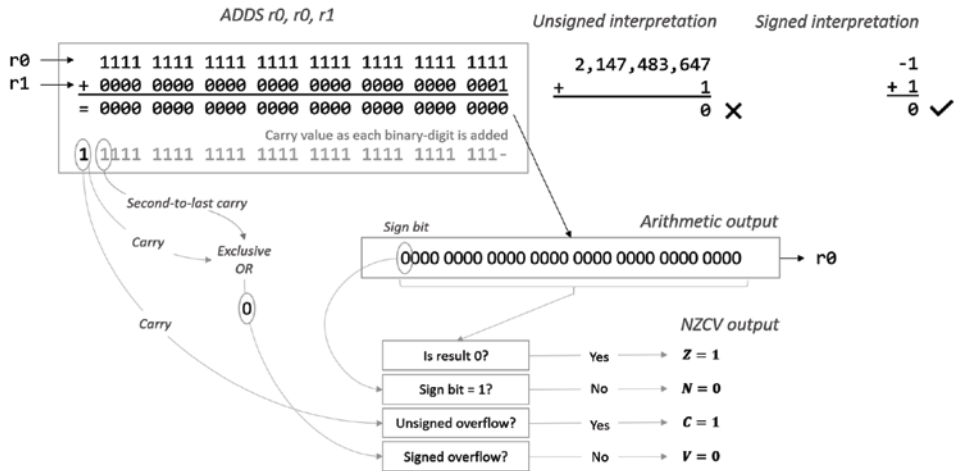 ADDS r0, r0, r1
Unsigned interpretation
Signed interpretation
r0 1111 1111 1111 1111 1111 1111 1111 1111
r1 + 0000 0000 0000 0000 0000 0000 0000 0001
= 0000 0000 0000 0000 0000 0000 0000 0000
Carry value as each binary-digit is added
1 1111 1111 1111 1111 1111 1111 1111 111-
2,147,483,647
+ 1
0
-1
+ 1
0
Second-to-last carry
Carry
Exclusive
OR
0
Carry
Sign bit
Arithmetic output
0000 0000 0000 0000 0000 0000 0000 0000
r0
NZCV output
Is result 0? Yes Z = 1
Sign bit = 1? No N = 0
Unsigned overflow? Yes C = 1
Signed overflow? No V = 0